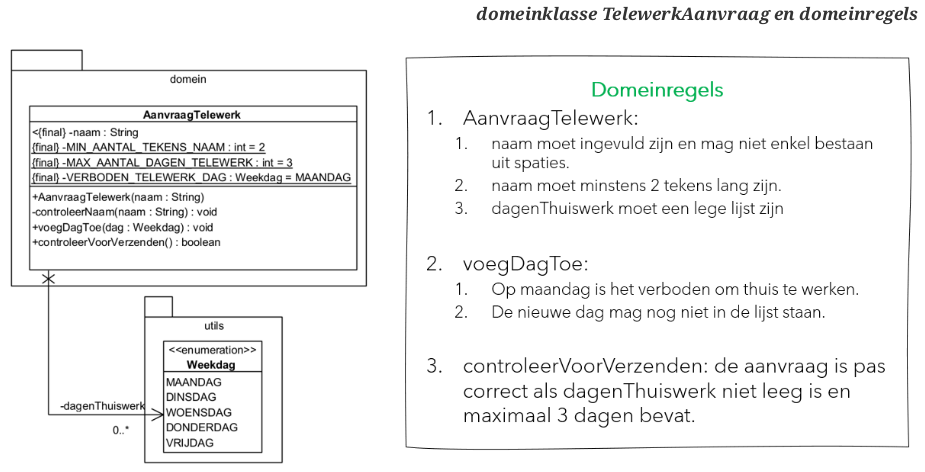 domeinklasse TelewerkAanvraag en domeinregels
domein
AanvraagTelewerk
<{final} -naam : String
{final} -MIN_AANTAL_TEKENS_NAAM : int = 2
{final} -MAX_AANTAL_DAGEN_TELEWERK : int = 3
{final} -VERBODEN_TELEWERK_DAG : Weekdag = MAANDAG
+AanvraagTelewerk(naam : String)
-controleerNaam(naam : String) : void
+voegDagToe(dag : Weekdag) : void
+controleerVoorVerzenden() : boolean
utils
<<enumeration>>
Weekdag
MAANDAG
DINSDAG
WOENSDAG
DONDERDAG
VRIJDAG
-dagenThuiswerk
0..*
Domeinregels
1. AanvraagTelewerk:
1. naam moet ingevuld zijn en mag niet enkel bestaan
uit spaties.
2. naam moet minstens 2 tekens lang zijn.
3. dagenThuiswerk moet een lege lijst zijn
2. voegDagToe:
1. Op maandag is het verboden om thuis te werken.
2. De nieuwe dag mag nog niet in de lijst staan.
3. controleerVoorVerzenden: de aanvraag is pas
correct als dagenThuiswerk niet leeg is en
maximaal 3 dagen bevat.